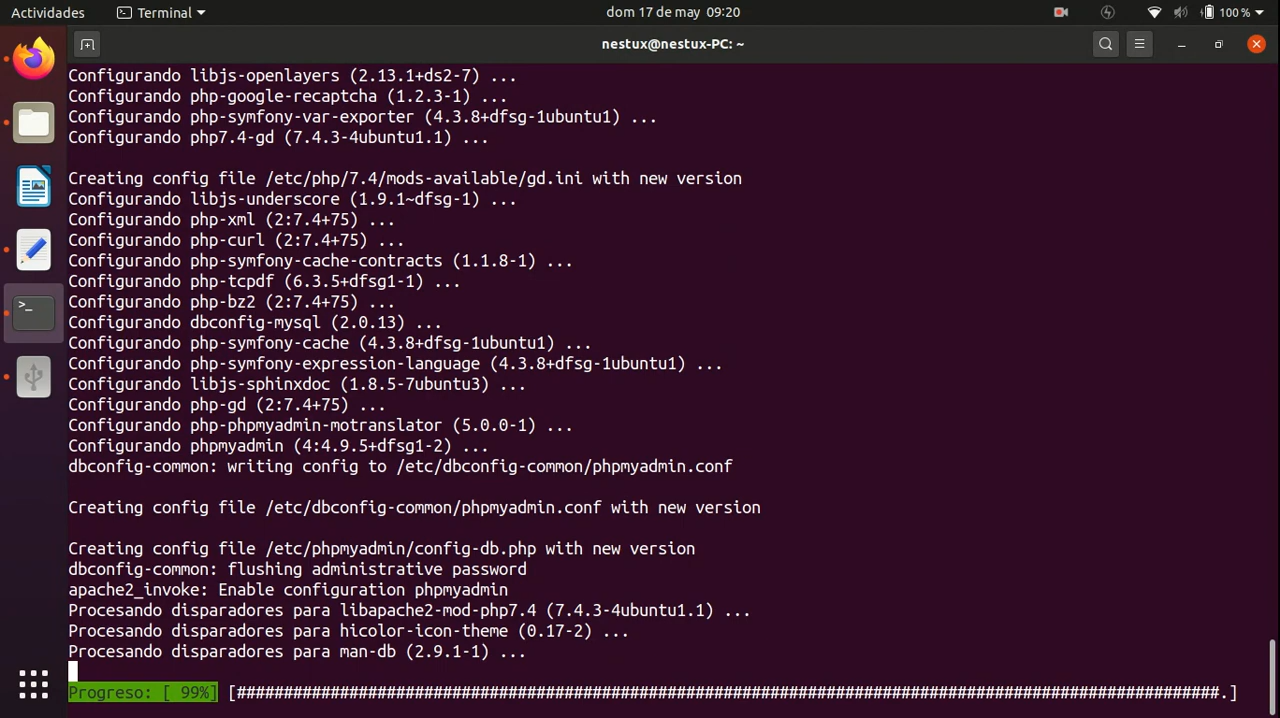 Actividades
Terminal
dom 17 de may 09:20
100 %
nestux@nestux-PC: ~
Configurando libjs-openlayers (2.13.1+ds2-7) ...
Configurando php-google-recaptcha (1.2.3-1) ...
Configurando php-symfony-var-exporter (4.3.8+dfsg-1ubuntu1) ...
Configurando php7.4-gd (7.4.3-4ubuntu1.1) ...
Creating config file /etc/php/7.4/mods-available/gd.ini with new version
Configurando libjs-underscore (1.9.1~dfsg-1) ...
Configurando php-xml (2:7.4+75) ...
Configurando php-curl (2:7.4+75) ...
Configurando php-symfony-cache-contracts (1.1.8-1) ...
Configurando php-tcpdf (6.3.5+dfsg1-1) ...
Configurando php-bz2 (2:7.4+75) ...
Configurando dbconfig-mysql (2.0.13) ...
Configurando php-symfony-cache (4.3.8+dfsg-1ubuntu1) ...
Configurando php-symfony-expression-language (4.3.8+dfsg-1ubuntu1) ...
Configurando libjs-sphinxdoc (1.8.5-7ubuntu3) ...
Configurando php-gd (2:7.4+75) ...
Configurando php-phpmyadmin-motranslator (5.0.0-1) ...
Configurando phpmyadmin (4:4.9.5+dfsg1-2) ...
dbconfig-common: writing config to /etc/dbconfig-common/phpmyadmin.conf
Creating config file /etc/dbconfig-common/phpmyadmin.conf with new version
Creating config file /etc/phpmyadmin/config-db.php with new version
dbconfig-common: flushing administrative password
apache2_invoke: Enable configuration phpmyadmin
Procesando disparadores para libapache2-mod-php7.4 (7.4.3-4ubuntu1.1) ...
Procesando disparadores para hicolor-icon-theme (0.17-2) ...
Procesando disparadores para man-db (2.9.1-1) ...
Progreso: [ 99%] [#########################################################################################################.]